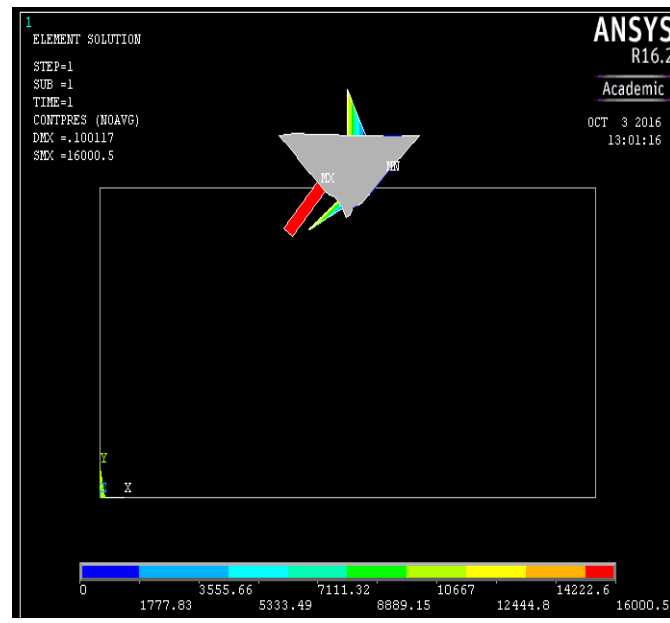 1
ELEMENT SOLUTION
STEP=1
SUB =1
TIME=1
CONTPRES (NOAVG)
DMX =.100117
SMX =16000.5
ANSYS
R16.2
Academic
OCT 3 2016
13:01:16
MX
MN
Y
X
0
3555.66
7111.32
10667
14222.6
1777.83
5333.49
8889.15
12444.8
16000.5